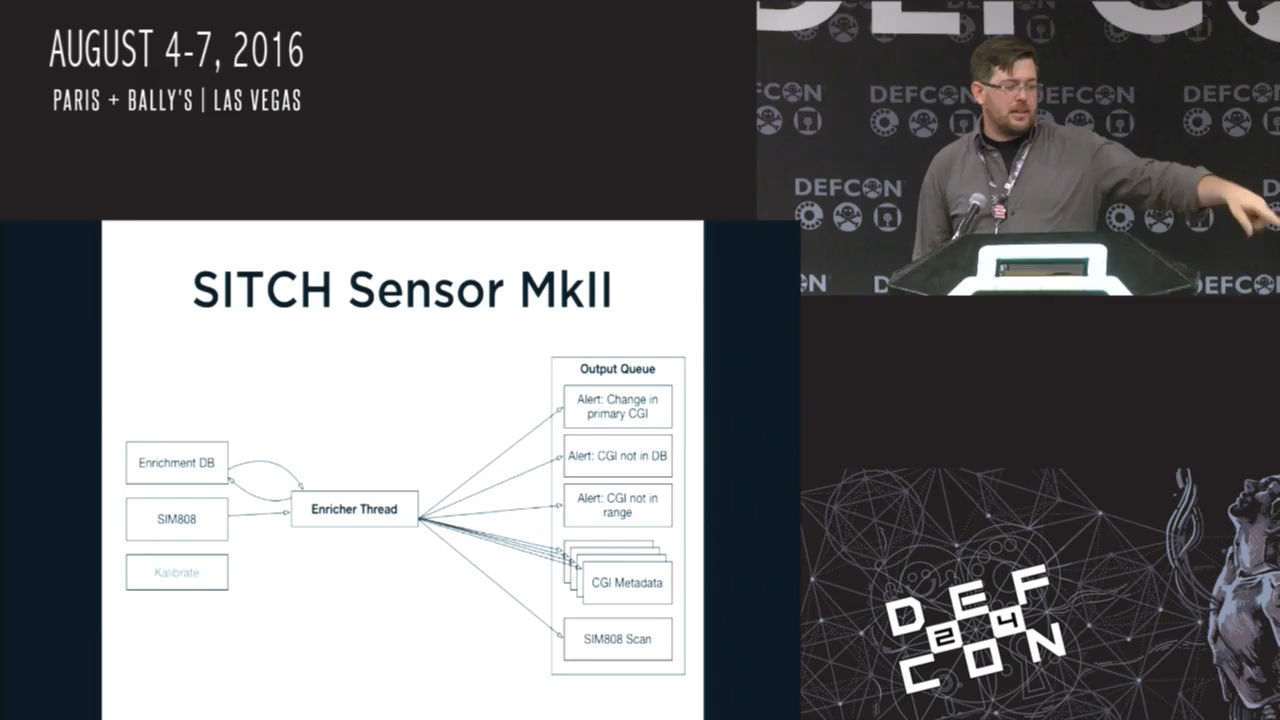 AUGUST 4-7, 2016
PARIS + BALLY'S | LAS VEGAS
DEFCON
DEFCON
DEFCON
DEFCON
DEFCON
SITCH Sensor MkII
Output Queue
Alert: Change in
primary CGI
Alert: CGI not in DB
Alert: CGI not in
range
CGI Metadata
SIM808 Scan
Enrichment DB
SIM808
Kalibrate
Enricher Thread
DEF
24
CON